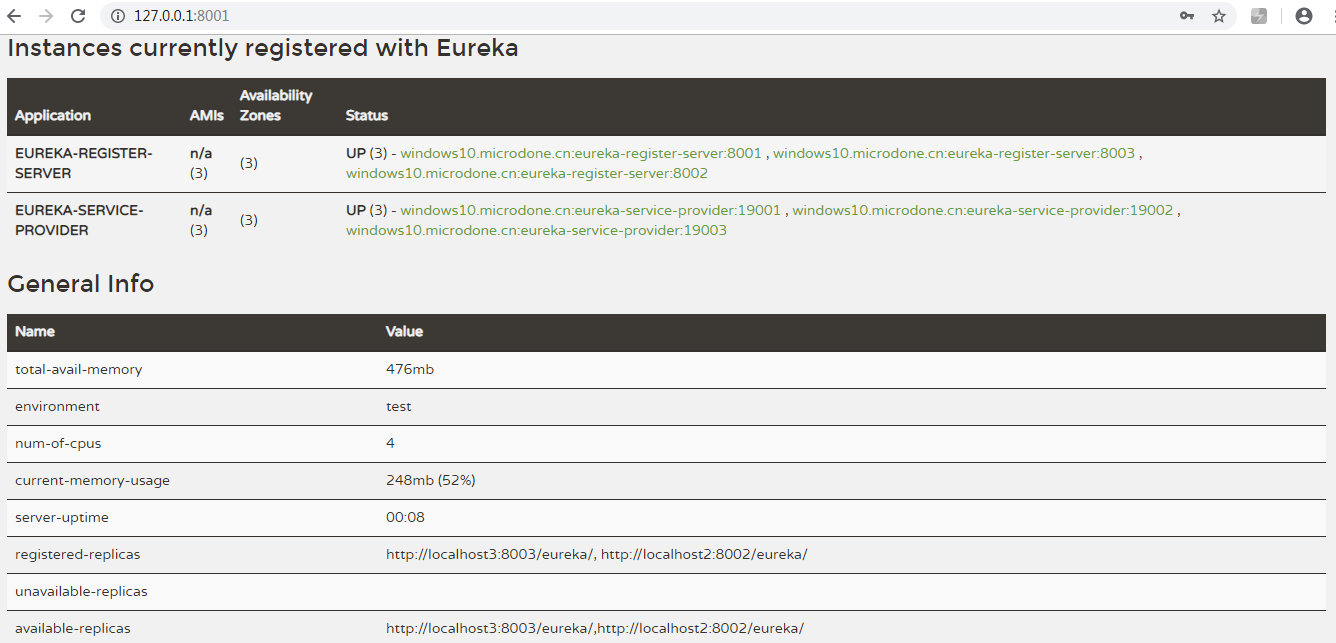 127.0.0.1:8001
Instances currently registered with Eureka
Application AMIs Availability Zones Status
EUREKA-REGISTER-SERVER n/a (3) (3) UP (3) - windows10.microdone.cn:eureka-register-server:8001 , windows10.microdone.cn:eureka-register-server:8003 ,
windows10.microdone.cn:eureka-register-server:8002
EUREKA-SERVICE-PROVIDER n/a (3) (3) UP (3) - windows10.microdone.cn:eureka-service-provider:19001 , windows10.microdone.cn:eureka-service-provider:19002 ,
windows10.microdone.cn:eureka-service-provider:19003
General Info
Name Value
total-avail-memory 476mb
environment test
num-of-cpus 4
current-memory-usage 248mb (52%)
server-uptime 00:08
registered-replicas http://localhost3:8003/eureka/, http://localhost2:8002/eureka/
unavailable-replicas
available-replicas http://localhost3:8003/eureka/,http://localhost2:8002/eureka/